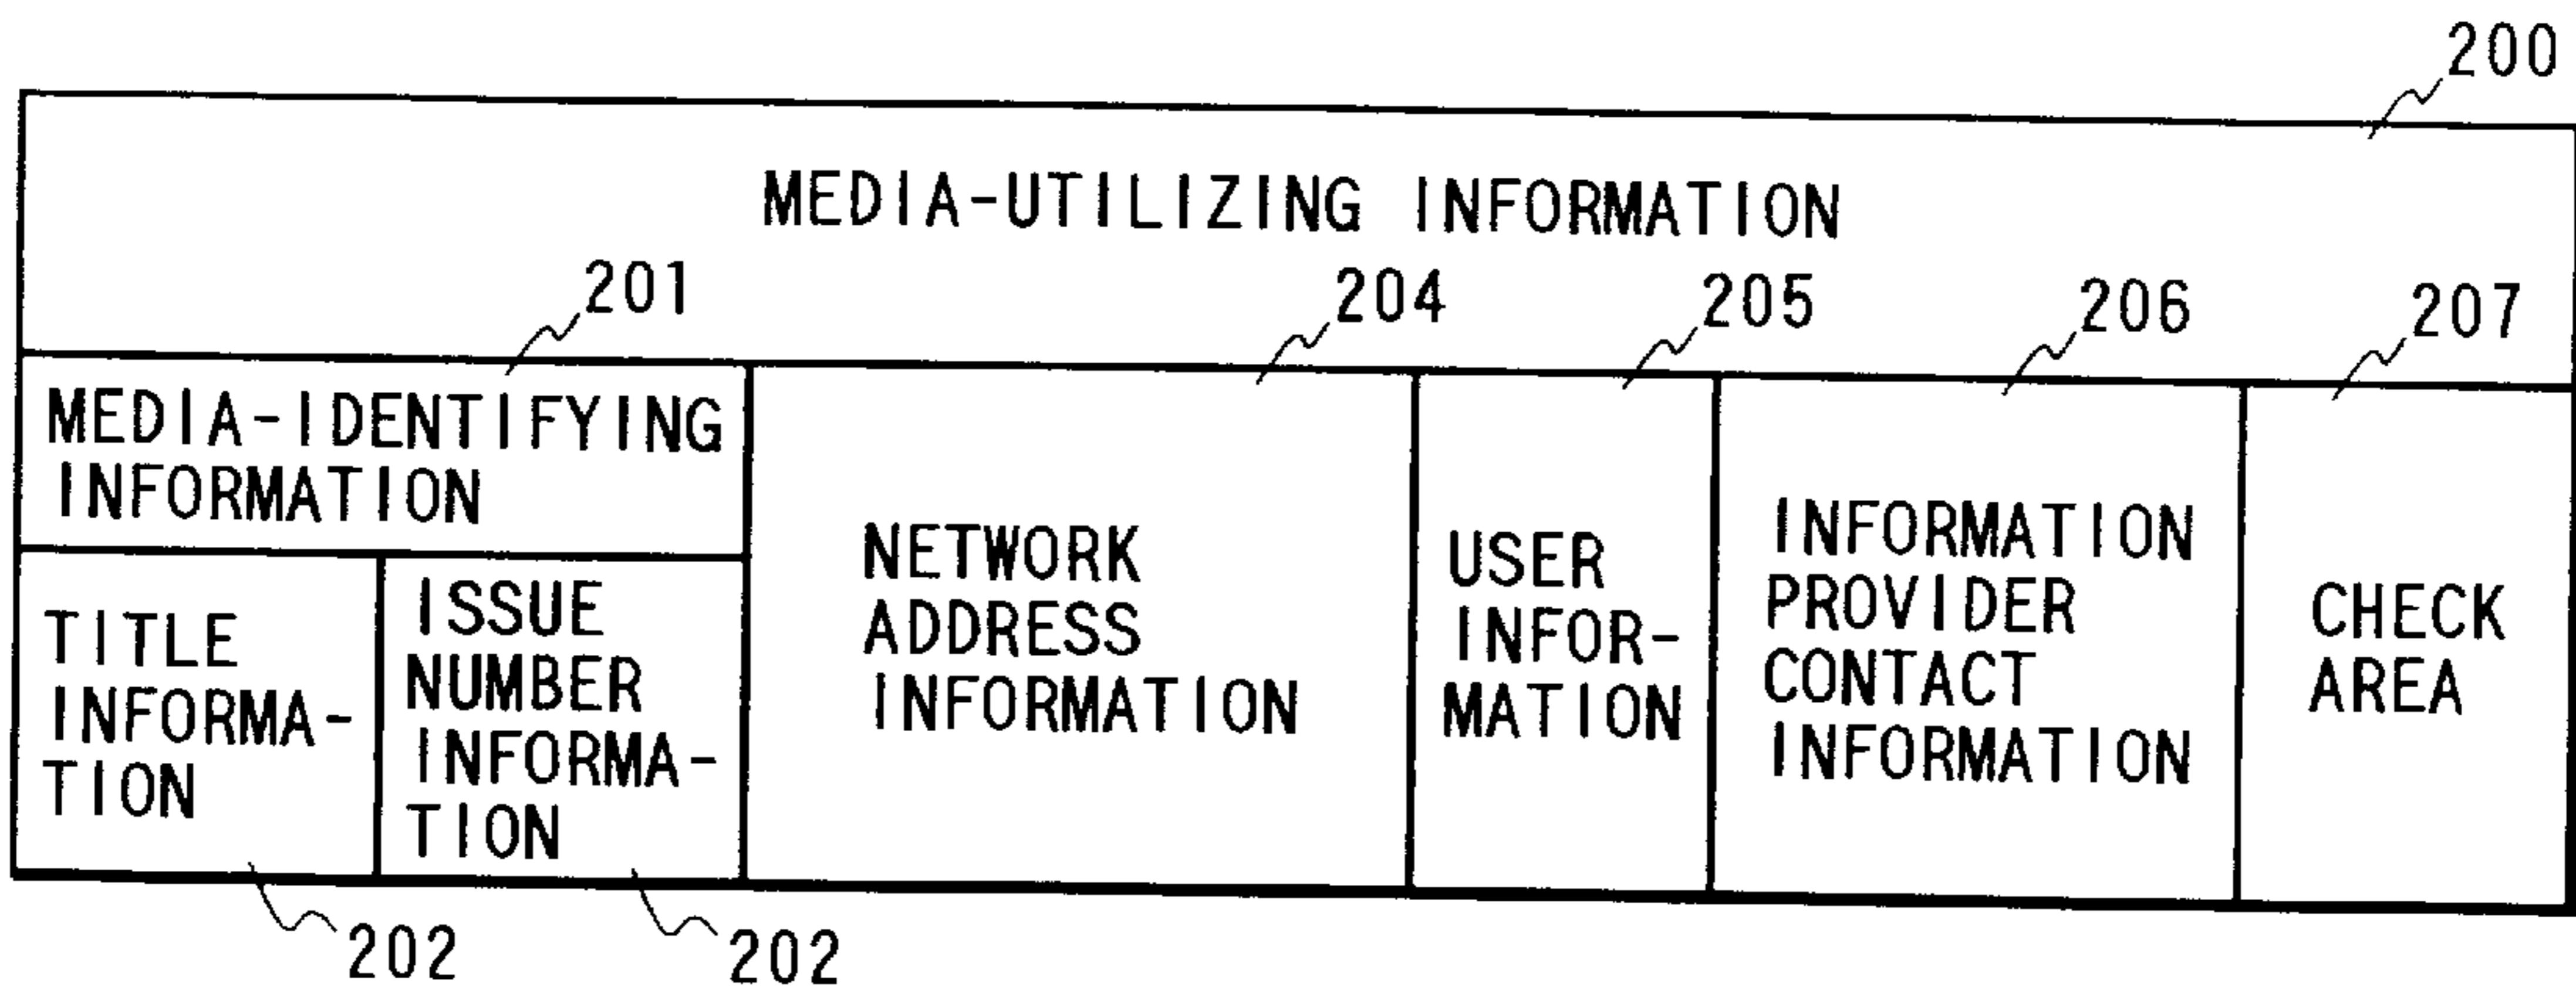 200
MEDIA-UTILIZING INFORMATION
201
204
205
206
207
MEDIA-IDENTIFYING
INFORMATION
TITLE
INFORMA-
TION
ISSUE
NUMBER
INFORMA-
TION
NETWORK
ADDRESS
INFORMATION
USER
INFOR-
MATION
INFORMATION
PROVIDER
CONTACT
INFORMATION
CHECK
AREA
202
202